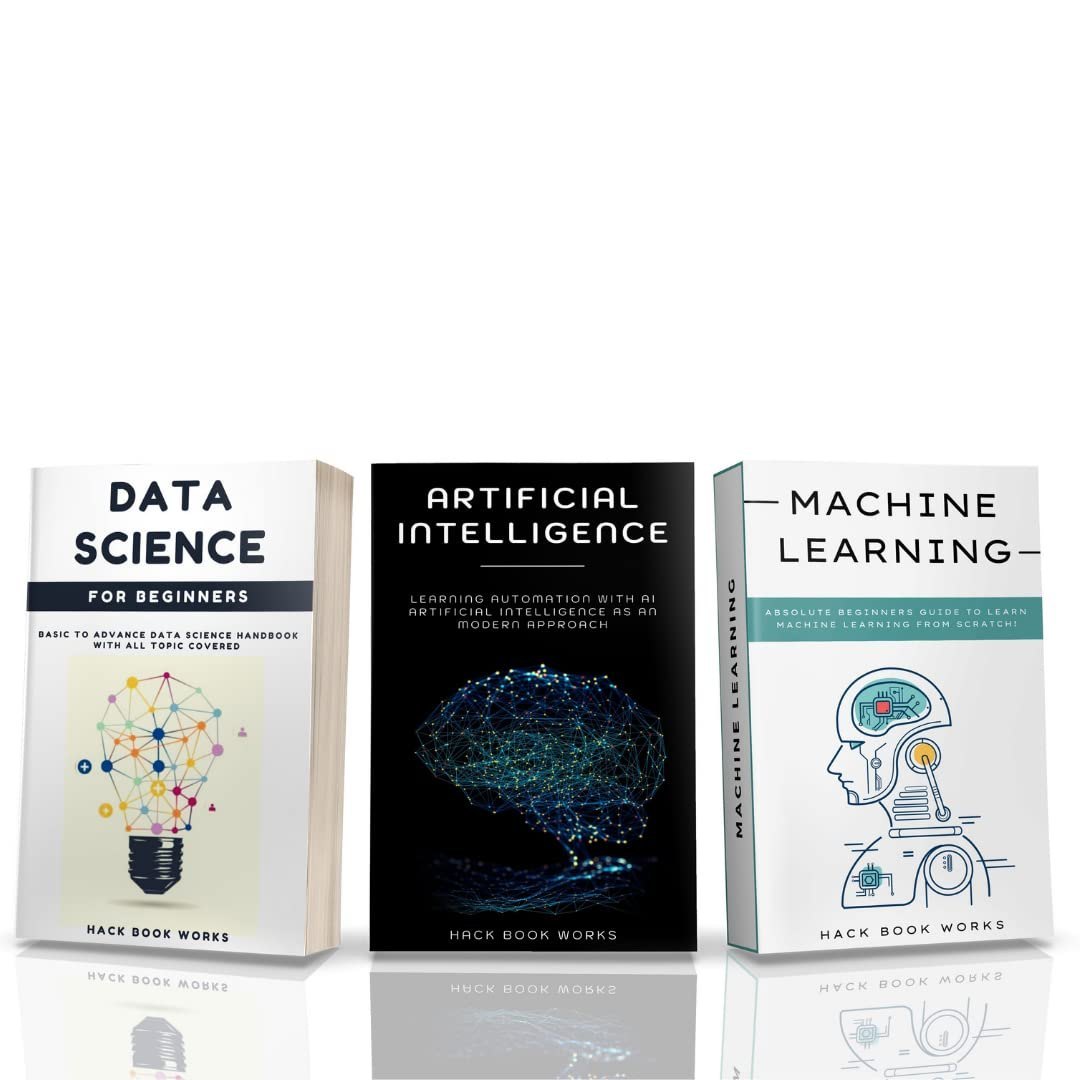 DATA
SCIENCE
FOR BEGINNERS
BASIC TO ADVANCE DATA SCIENCE HANDBOOK
WITH ALL TOPIC COVERED
HACK BOOK WORKS
ARTIFICIAL
INTELLIGENCE
LEARNING AUTOMATION WITH AI
ARTIFICIAL INTELLIGENCE AS AN
MODERN APPROACH
HACK BOOK WORKS
MACHINE LEARNING
MACHINE
LEARNING
ABSOLUTE BEGINNERS GUIDE TO LEARN
MACHINE LEARNING FROM SCRATCH!
HACK BOOK WORKS